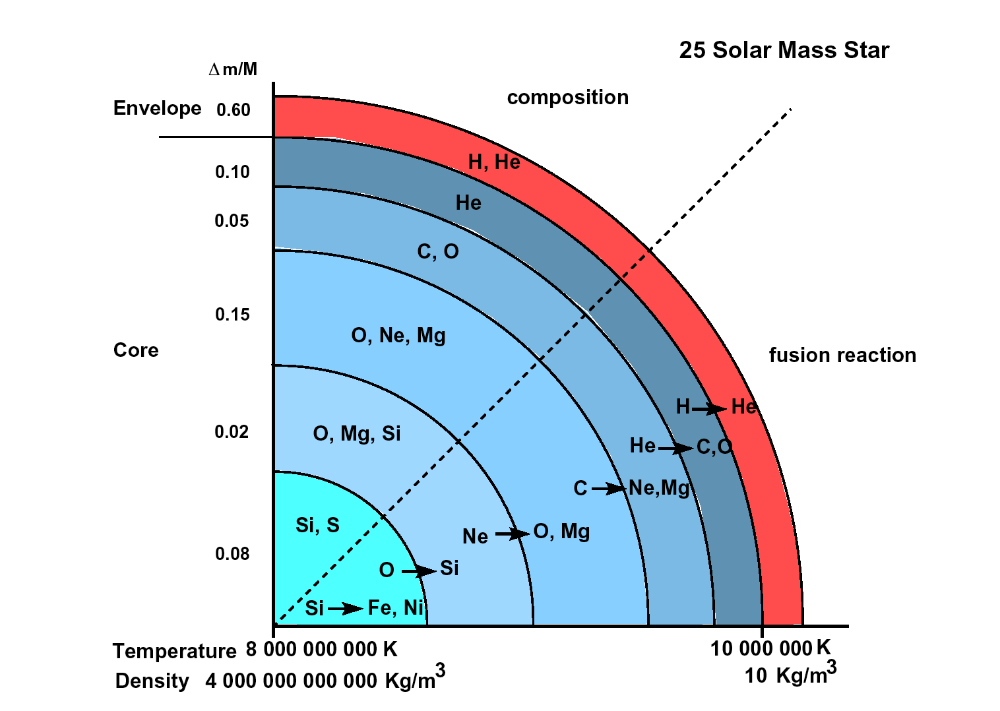 25 Solar Mass Star
Δ m/M
composition
Envelope 0.60
H, He
0.10
He
0.05
C, O
0.15
O, Ne, Mg
Core
fusion reaction
H → He
0.02
O, Mg, Si
He → C,O
C → Ne,Mg
Si, S
Ne → O, Mg
0.08
O → Si
Si → Fe, Ni
Temperature 8 000 000 000 K
10 000 000 K
Density 4 000 000 000 000 Kg/m³
10 Kg/m³